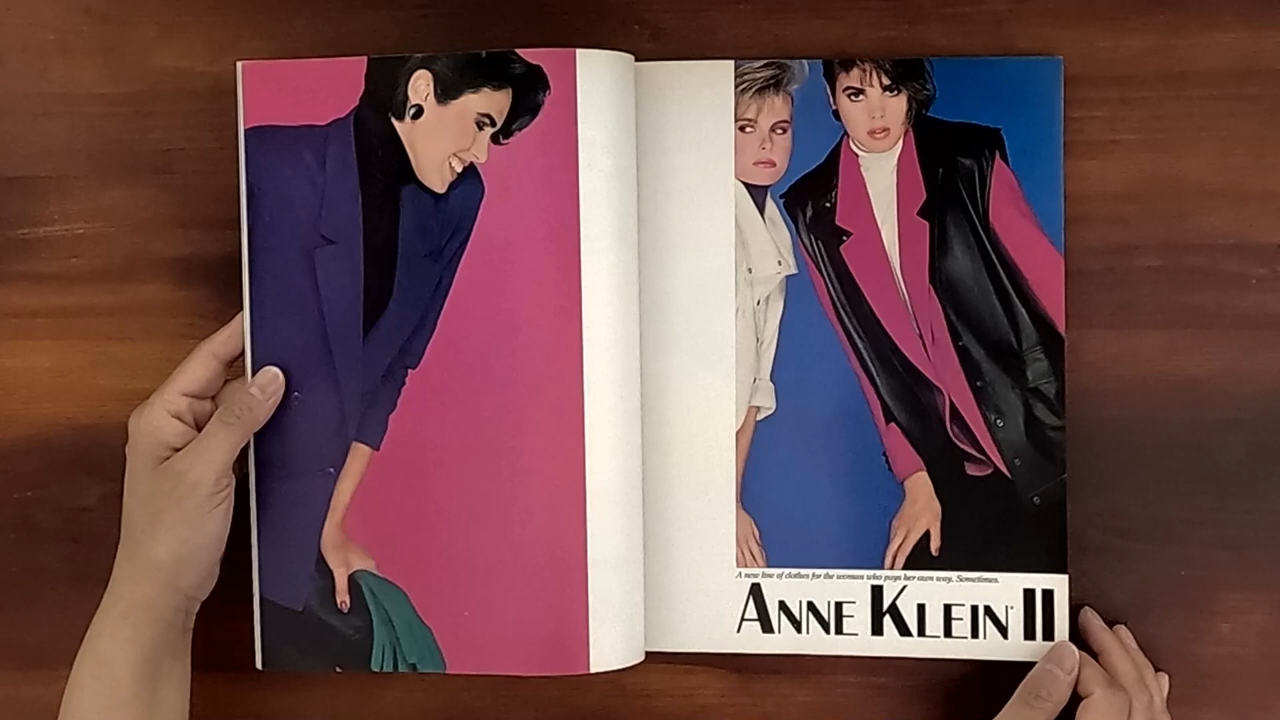 A new line of clothes for the woman who pays her own way. Sometimes.
ANNE KLEIN II